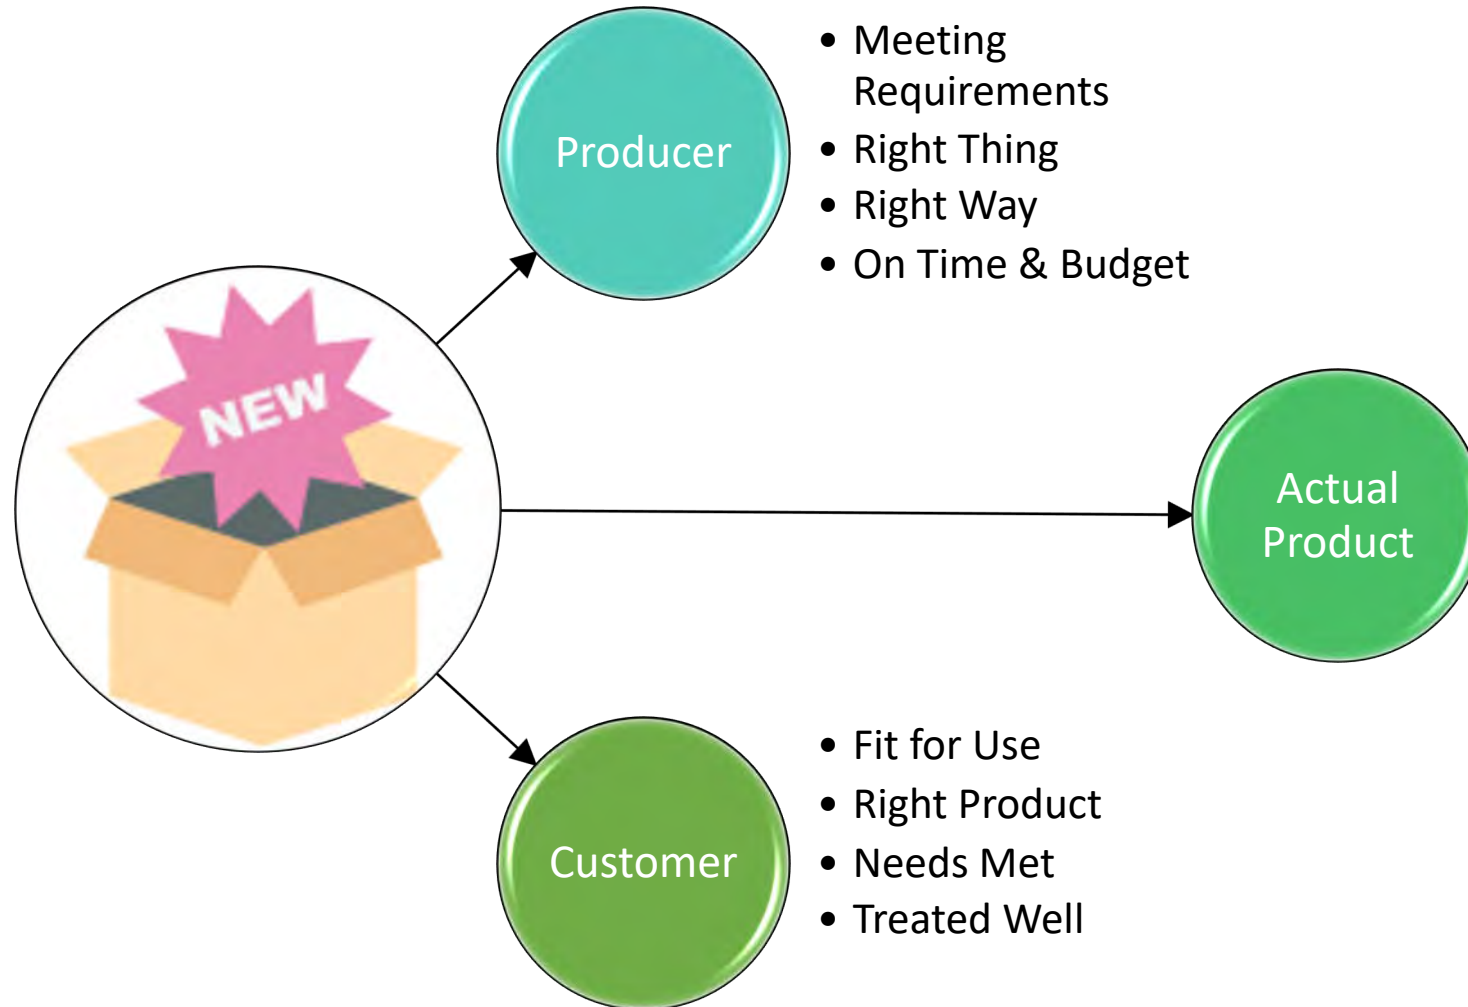 Producer
• Meeting
Requirements
• Right Thing
• Right Way
• On Time & Budget
NEW
Actual
Product
Customer
• Fit for Use
• Right Product
• Needs Met
• Treated Well